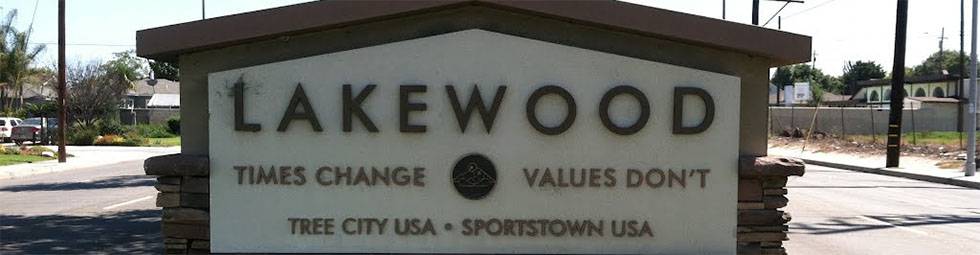 LAKEWOOD
TIMES CHANGE VALUES DON'T
TREE CITY USA • SPORTSTOWN USA